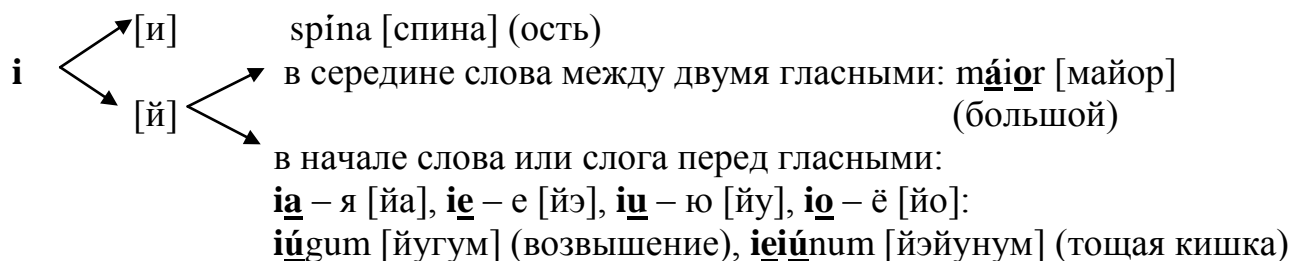 [и] spína [спина] (ость)
i в середине слова между двумя гласными: máior [майор]
[й] (большой)
в начале слова или слога перед гласными:
ia – я [йа], ie – е [йэ], iu – ю [йу], io – ё [йо]:
iúgum [йугум] (возвышение), ieiúnum [йэйунум] (тощая кишка)